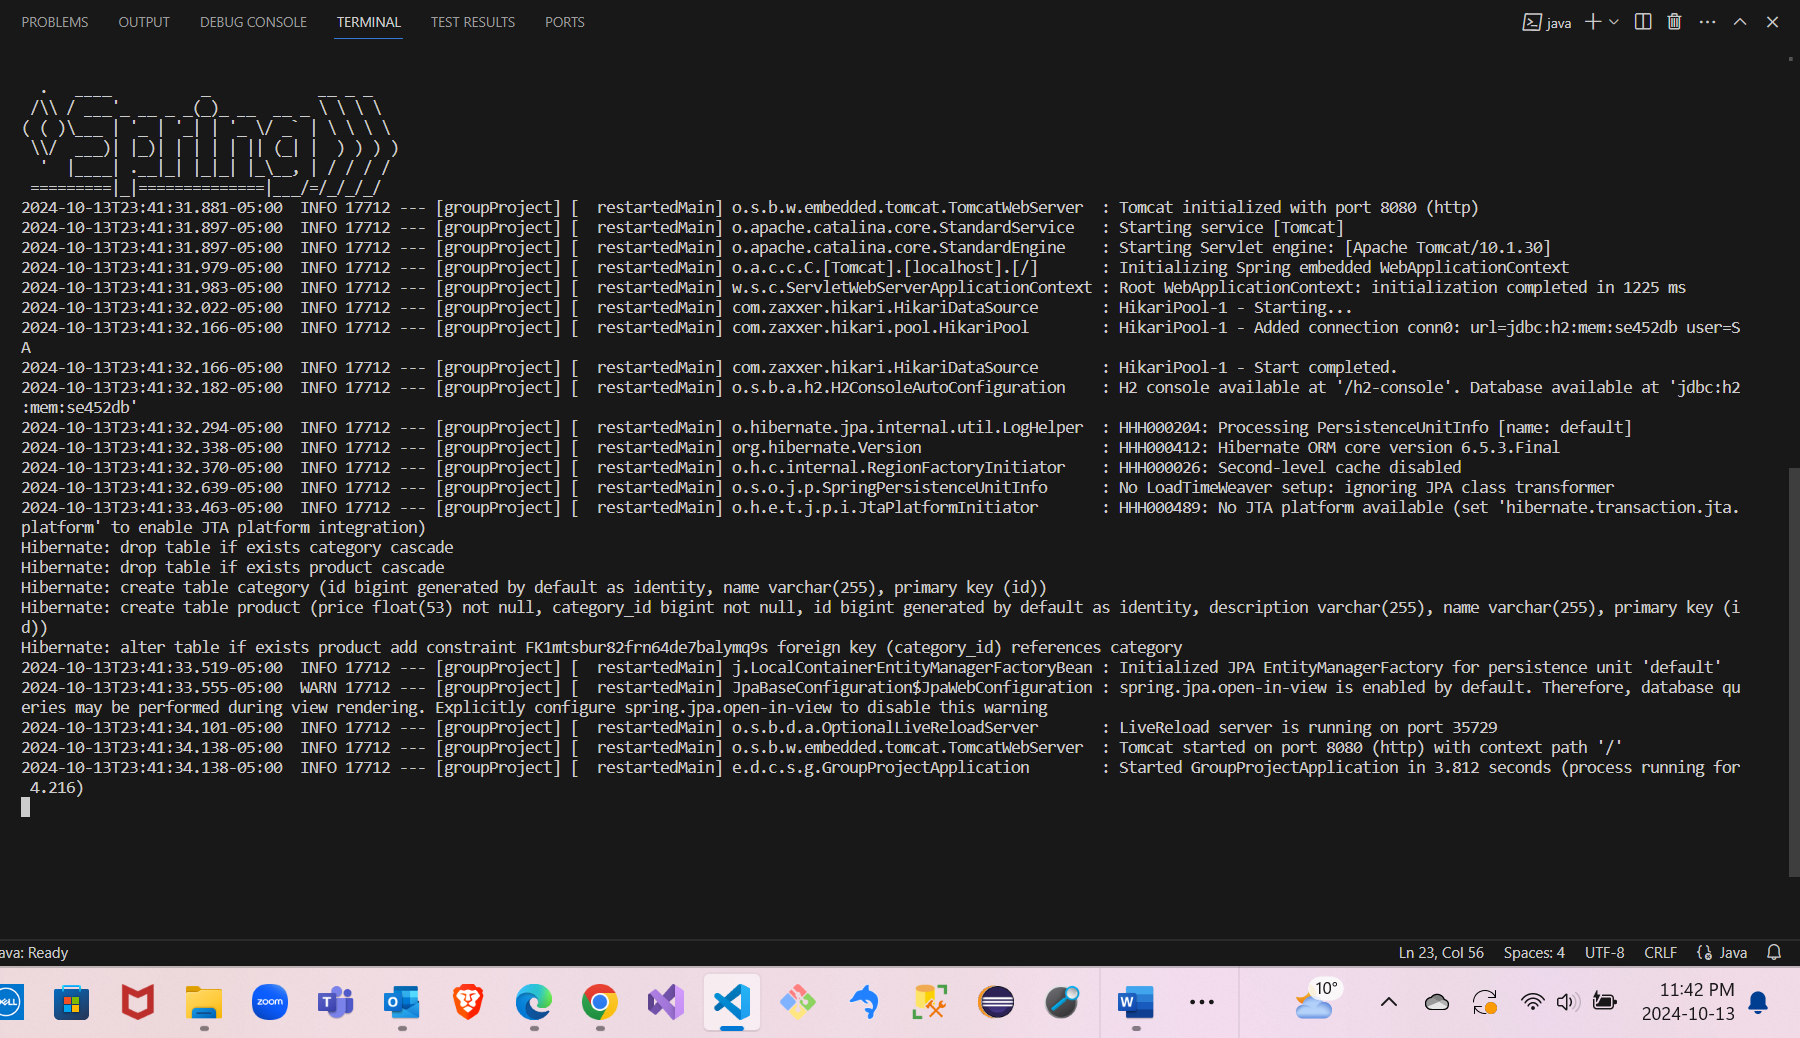 PROBLEMS OUTPUT DEBUG CONSOLE TERMINAL TEST RESULTS PORTS java
  .   ____          _            __ _ _
 /\\ / ___'_ __ _ _(_)_ __  __ _ \ \ \ \
( ( )\___ | '_ | '_| | '_ \/ _` | \ \ \ \
 \\/  ___)| |_)| | | | | || (_| |  ) ) ) )
  '  |____| .__|_| |_|_| |_\__, | / / / /
 =========|_|==============|___/=/_/_/_/
2024-10-13T23:41:31.881-05:00  INFO 17712 --- [groupProject] [  restartedMain] o.s.b.w.embedded.tomcat.TomcatWebServer  : Tomcat initialized with port 8080 (http)
2024-10-13T23:41:31.897-05:00  INFO 17712 --- [groupProject] [  restartedMain] o.apache.catalina.core.StandardService   : Starting service [Tomcat]
2024-10-13T23:41:31.897-05:00  INFO 17712 --- [groupProject] [  restartedMain] o.apache.catalina.core.StandardEngine    : Starting Servlet engine: [Apache Tomcat/10.1.30]
2024-10-13T23:41:31.979-05:00  INFO 17712 --- [groupProject] [  restartedMain] o.a.c.c.C.[Tomcat].[localhost].[/]       : Initializing Spring embedded WebApplicationContext
2024-10-13T23:41:31.983-05:00  INFO 17712 --- [groupProject] [  restartedMain] w.s.c.ServletWebServerApplicationContext : Root WebApplicationContext: initialization completed in 1225 ms
2024-10-13T23:41:32.022-05:00  INFO 17712 --- [groupProject] [  restartedMain] com.zaxxer.hikari.HikariDataSource       : HikariPool-1 - Starting...
2024-10-13T23:41:32.166-05:00  INFO 17712 --- [groupProject] [  restartedMain] com.zaxxer.hikari.pool.HikariPool        : HikariPool-1 - Added connection conn0: url=jdbc:h2:mem:se452db user=S
A
2024-10-13T23:41:32.166-05:00  INFO 17712 --- [groupProject] [  restartedMain] com.zaxxer.hikari.HikariDataSource       : HikariPool-1 - Start completed.
2024-10-13T23:41:32.182-05:00  INFO 17712 --- [groupProject] [  restartedMain] o.s.b.a.h2.H2ConsoleAutoConfiguration    : H2 console available at '/h2-console'. Database available at 'jdbc:h2
:mem:se452db'
2024-10-13T23:41:32.294-05:00  INFO 17712 --- [groupProject] [  restartedMain] o.hibernate.jpa.internal.util.LogHelper  : HHH000204: Processing PersistenceUnitInfo [name: default]
2024-10-13T23:41:32.338-05:00  INFO 17712 --- [groupProject] [  restartedMain] org.hibernate.Version                    : HHH000412: Hibernate ORM core version 6.5.3.Final
2024-10-13T23:41:32.370-05:00  INFO 17712 --- [groupProject] [  restartedMain] o.h.c.internal.RegionFactoryInitiator    : HHH000026: Second-level cache disabled
2024-10-13T23:41:32.639-05:00  INFO 17712 --- [groupProject] [  restartedMain] o.s.o.j.p.SpringPersistenceUnitInfo      : No LoadTimeWeaver setup: ignoring JPA class transformer
2024-10-13T23:41:33.463-05:00  INFO 17712 --- [groupProject] [  restartedMain] o.h.e.t.j.p.i.JtaPlatformInitiator       : HHH000489: No JTA platform available (set 'hibernate.transaction.jta.
platform' to enable JTA platform integration)
Hibernate: drop table if exists category cascade
Hibernate: drop table if exists product cascade
Hibernate: create table category (id bigint generated by default as identity, name varchar(255), primary key (id))
Hibernate: create table product (price float(53) not null, category_id bigint not null, id bigint generated by default as identity, description varchar(255), name varchar(255), primary key (i
d))
Hibernate: alter table if exists product add constraint FK1mtsbur82frn64de7balymq9s foreign key (category_id) references category
2024-10-13T23:41:33.519-05:00  INFO 17712 --- [groupProject] [  restartedMain] j.LocalContainerEntityManagerFactoryBean : Initialized JPA EntityManagerFactory for persistence unit 'default'
2024-10-13T23:41:33.555-05:00  WARN 17712 --- [groupProject] [  restartedMain] JpaBaseConfiguration$JpaWebConfiguration : spring.jpa.open-in-view is enabled by default. Therefore, database qu
eries may be performed during view rendering. Explicitly configure spring.jpa.open-in-view to disable this warning
2024-10-13T23:41:34.101-05:00  INFO 17712 --- [groupProject] [  restartedMain] o.s.b.d.a.OptionalLiveReloadServer       : LiveReload server is running on port 35729
2024-10-13T23:41:34.138-05:00  INFO 17712 --- [groupProject] [  restartedMain] o.s.b.w.embedded.tomcat.TomcatWebServer  : Tomcat started on port 8080 (http) with context path '/'
2024-10-13T23:41:34.138-05:00  INFO 17712 --- [groupProject] [  restartedMain] e.d.c.s.g.GroupProjectApplication        : Started GroupProjectApplication in 3.812 seconds (process running for
 4.216)
ava: Ready Ln 23, Col 56 Spaces: 4 UTF-8 CRLF Java
DELL zoom 10° 11:42 PM
2024-10-13